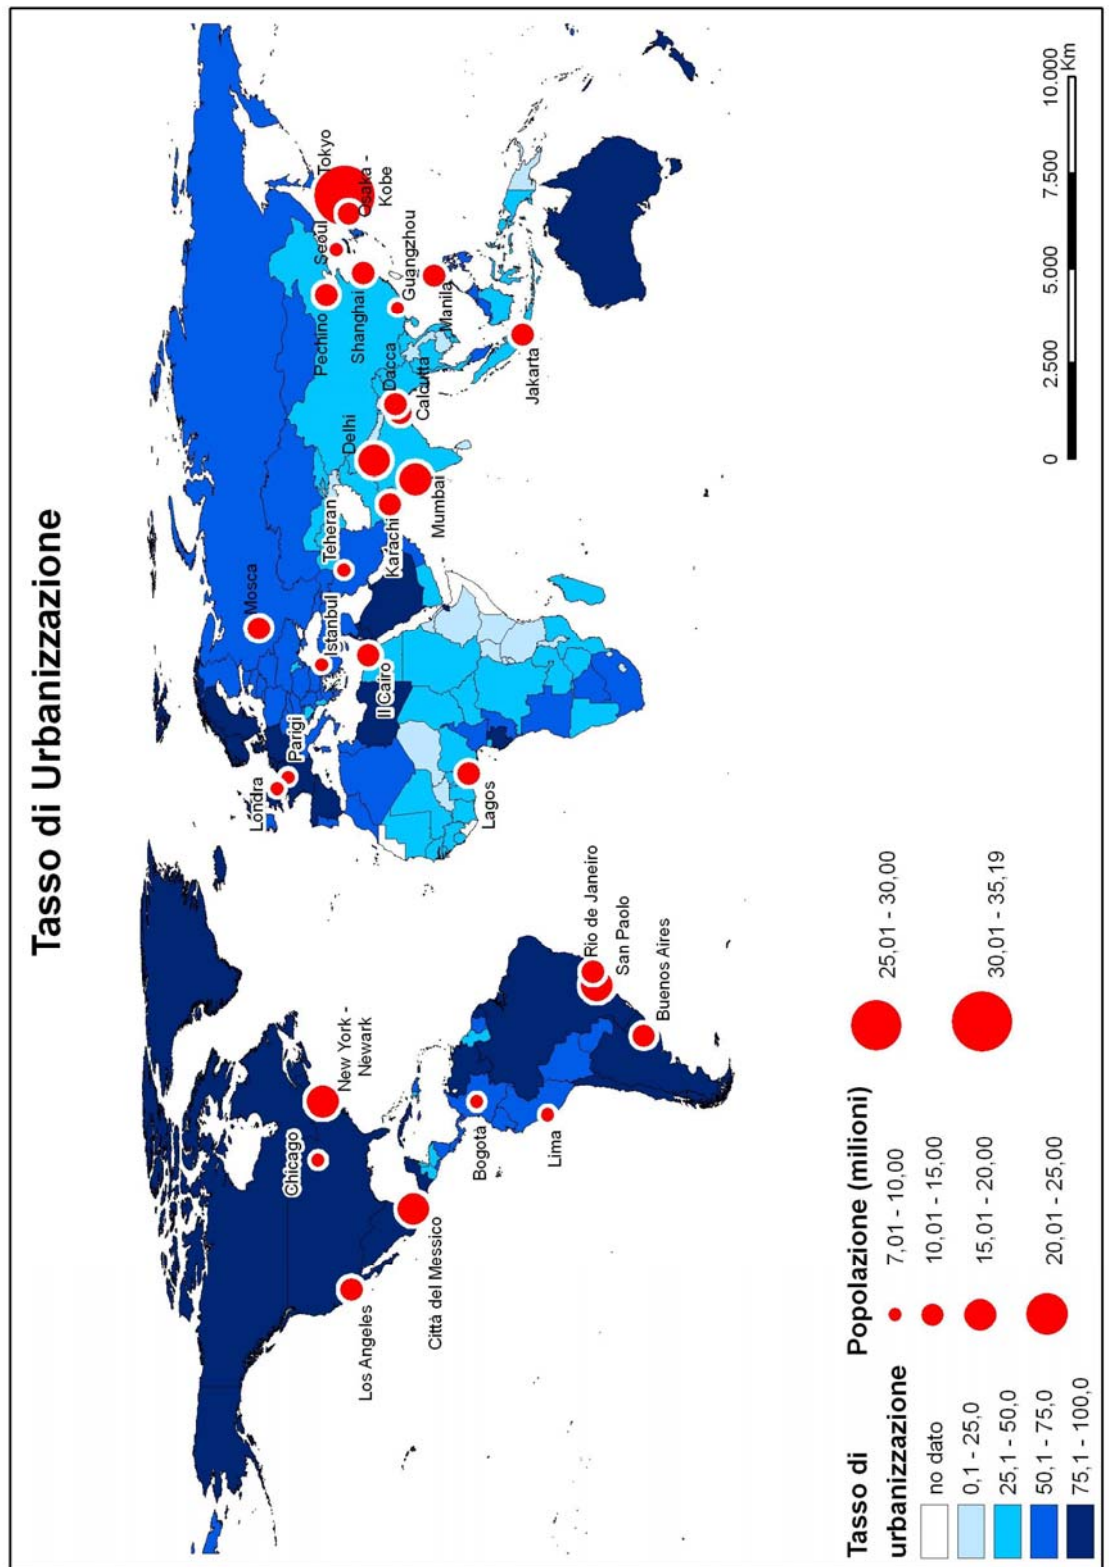 Tasso di Urbanizzazione
Londra
Parigi
Mosca
Istanbul
Teheran
Il Cairo
Lagos
Karachi
Delhi
Mumbai
Dacca
Calcutta
Pechino
Seoul
Tokyo
Osaka -
Kobe
Shanghai
Guangzhou
Manila
Jakarta
Chicago
New York -
Newark
Los Angeles
Città del Messico
Bogotà
Lima
Rio de Janeiro
San Paolo
Buenos Aires
Tasso di
urbanizzazione
no dato
0,1 - 25,0
25,1 - 50,0
50,1 - 75,0
75,1 - 100,0
Popolazione (milioni)
7,01 - 10,00
10,01 - 15,00
15,01 - 20,00
20,01 - 25,00
25,01 - 30,00
30,01 - 35,19
0 2.500 5.000 7.500 10.000
Km